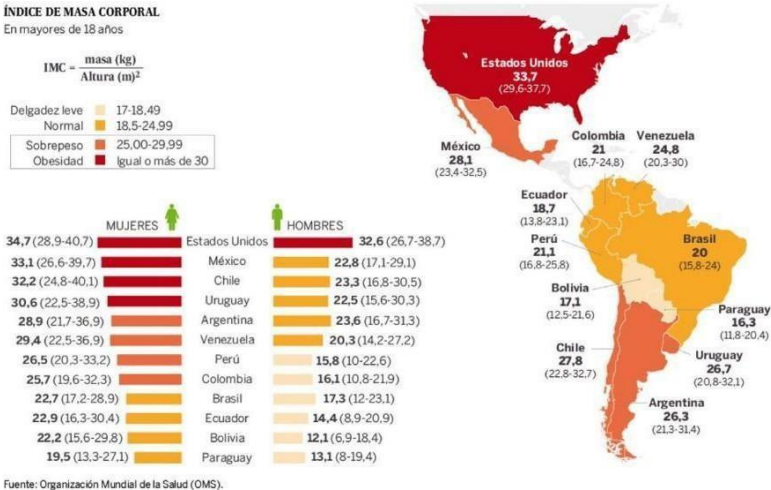 ÍNDICE DE MASA CORPORAL
En mayores de 18 años
IMC = masa (kg)
Altura (m)²
Delgadez leve 17-18,49
Normal 18,5-24,99
Sobrepeso 25,00-29,99
Obesidad Igual o más de 30
MUJERES HOMBRES
34,7 (28,9-40,7) Estados Unidos 32,6 (26,7-38,7)
33,1 (26,6-39,7) México 22,8 (17,1-29,1)
32,2 (24,8-40,1) Chile 23,3 (16,8-30,5)
30,6 (22,5-38,9) Uruguay 22,5 (15,6-30,3)
28,9 (21,7-36,9) Argentina 23,6 (16,7-31,3)
29,4 (22,5-36,9) Venezuela 20,3 (14,2-27,2)
26,5 (20,3-33,2) Perú 15,8 (10-22,6)
25,7 (19,6-32,3) Colombia 16,1 (10,8-21,9)
22,7 (17,2-28,9) Brasil 17,3 (12-23,1)
22,9 (16,3-30,4) Ecuador 14,4 (8,9-20,9)
22,2 (15,6-29,8) Bolivia 12,1 (6,9-18,4)
19,5 (13,3-27,1) Paraguay 13,1 (8-19,4)
Estados Unidos
33,7
(29,6-37,7)
México
28,1
(23,4-32,5)
Colombia
21
(16,7-24,8)
Venezuela
24,8
(20,3-30)
Ecuador
18,7
(13,8-23,1)
Perú
21,1
(16,8-25,8)
Brasil
20
(15,8-24)
Bolivia
17,1
(12,5-21,6)
Paraguay
16,3
(11,8-20,4)
Chile
27,8
(22,8-32,7)
Uruguay
26,7
(20,8-32,1)
Argentina
26,3
(21,3-31,4)
Fuente: Organización Mundial de la Salud (OMS).